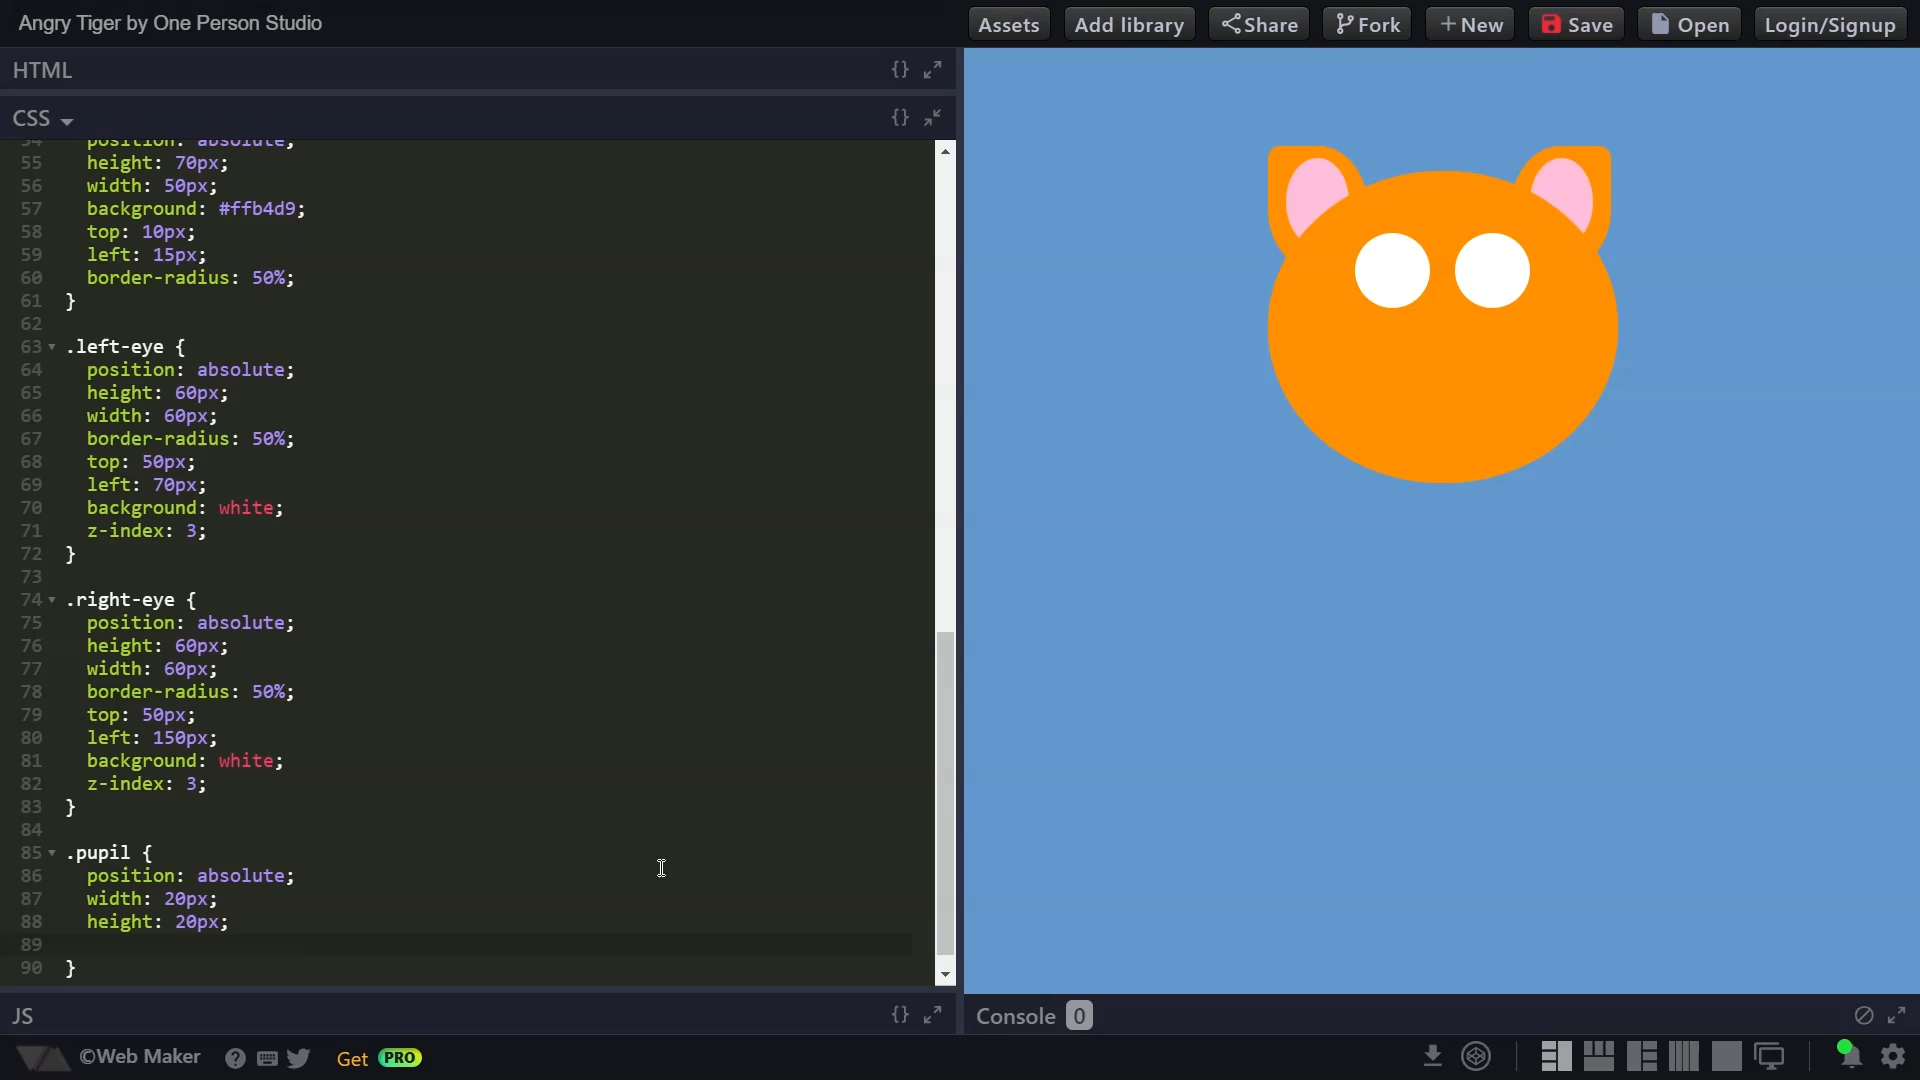 Angry Tiger by One Person Studio
Assets
Add library
Share
Fork
+ New
Save
Open
Login/Signup
HTML
{}
CSS
{}
54 position: absolute;
55 height: 70px;
56 width: 50px;
57 background: #ffb4d9;
58 top: 10px;
59 left: 15px;
60 border-radius: 50%;
61 }
62
63 .left-eye {
64 position: absolute;
65 height: 60px;
66 width: 60px;
67 border-radius: 50%;
68 top: 50px;
69 left: 70px;
70 background: white;
71 z-index: 3;
72 }
73
74 .right-eye {
75 position: absolute;
76 height: 60px;
77 width: 60px;
78 border-radius: 50%;
79 top: 50px;
80 left: 150px;
81 background: white;
82 z-index: 3;
83 }
84
85 .pupil {
86 position: absolute;
87 width: 20px;
88 height: 20px;
89
90 }
JS
{}
Console 0
©Web Maker
?
Get PRO